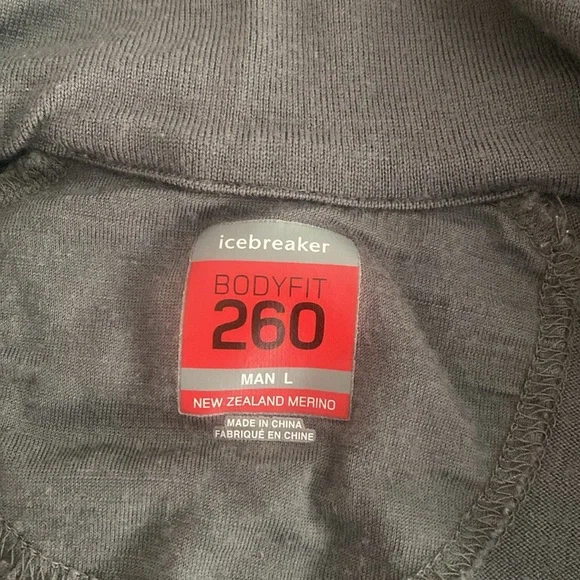 icebreaker
BODYFIT
260
MAN L
NEW ZEALAND MERINO
MADE IN CHINA
FABRIQUÉ EN CHINE